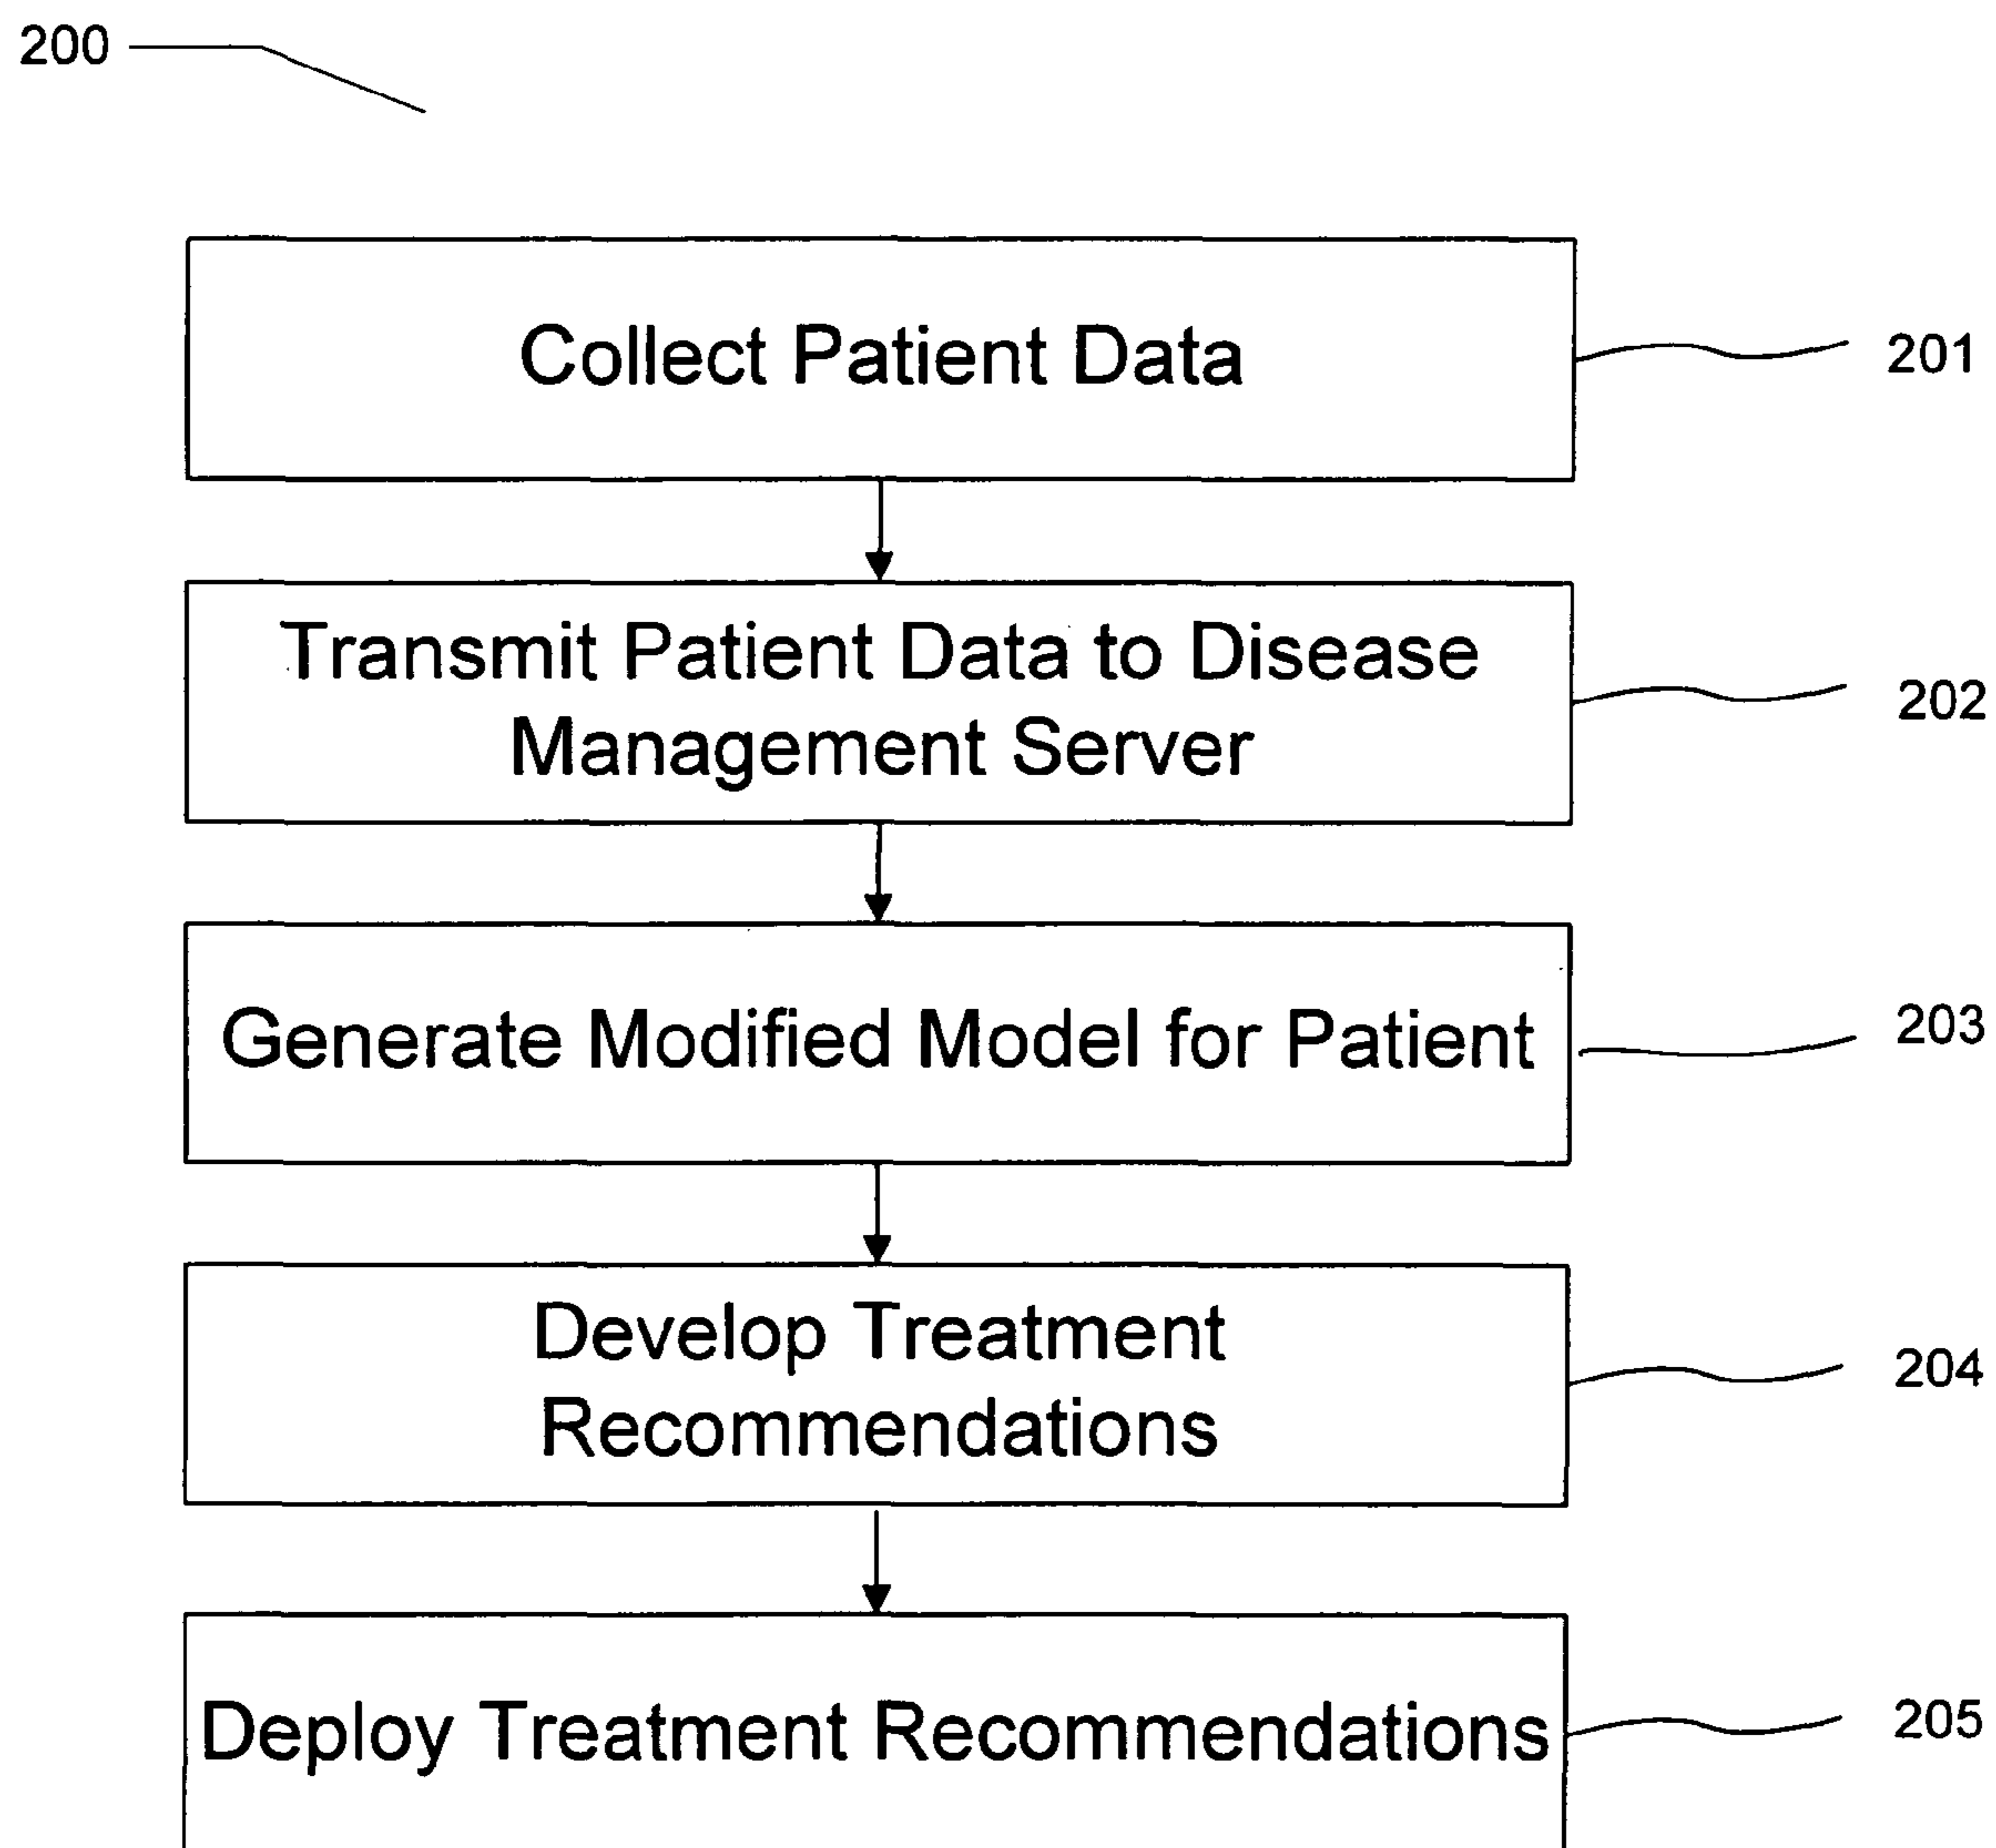 200
Collect Patient Data
201
Transmit Patient Data to Disease
Management Server
202
Generate Modified Model for Patient
203
Develop Treatment
Recommendations
204
Deploy Treatment Recommendations
205